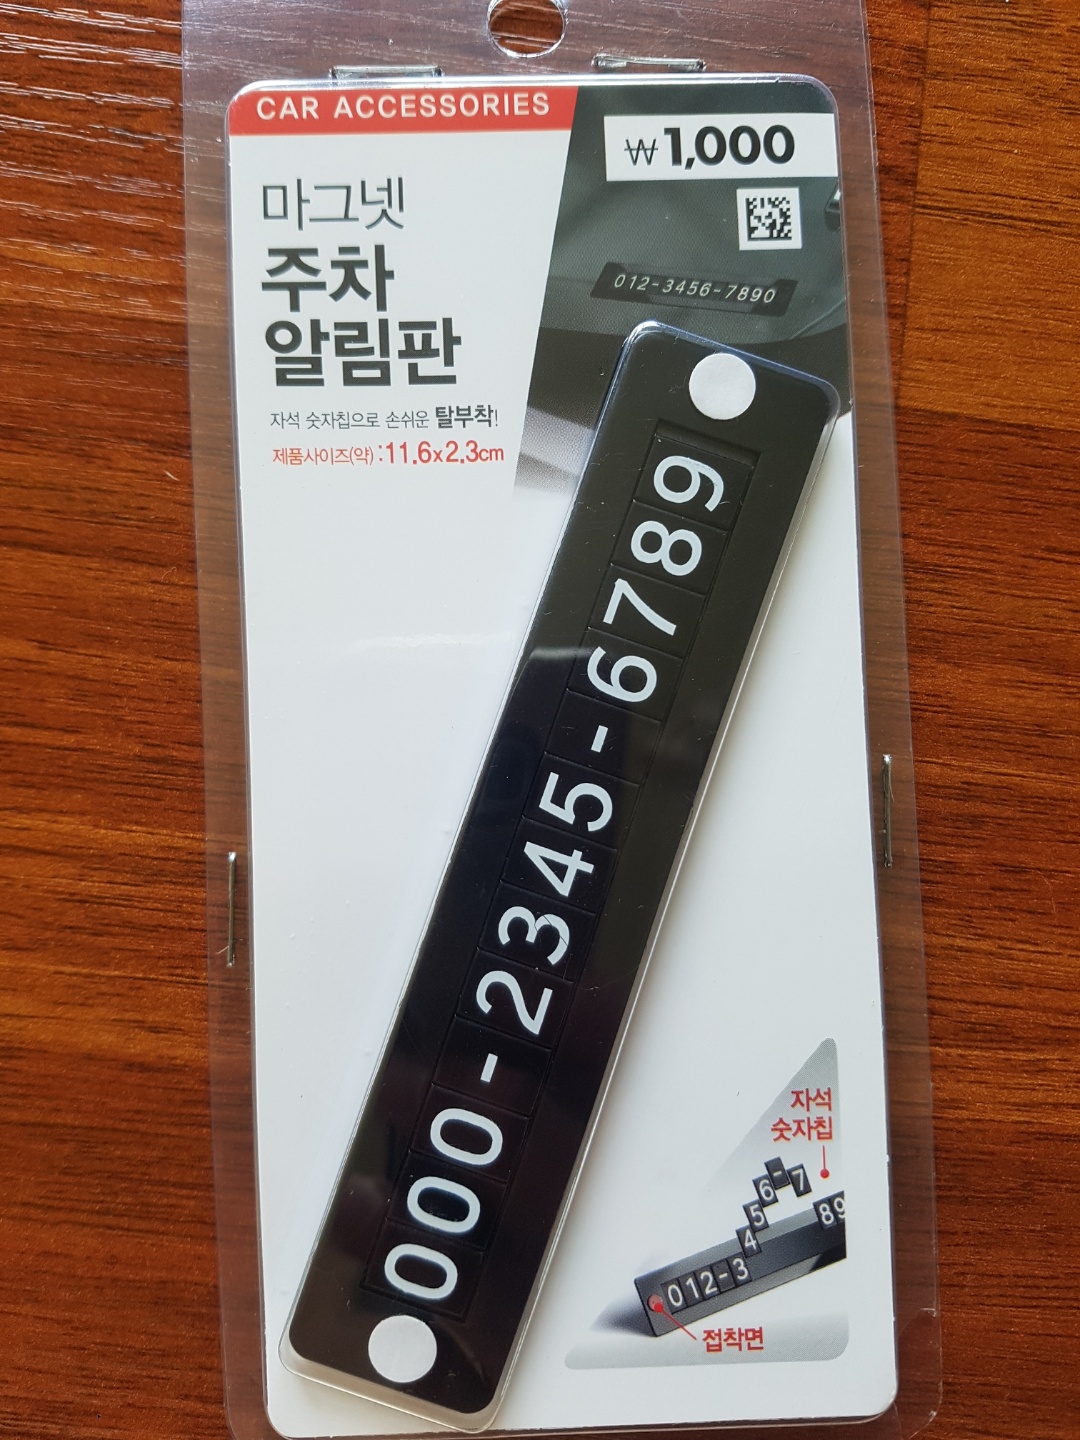 CAR ACCESSORIES
₩1,000
마그넷
주차
알림판
자석 숫자칩으로 손쉬운 탈부착!
제품사이즈(약) : 11.6x2.3cm
012-3456-7890
000-2345-6789
자석
숫자칩
012-3
4
5
6
-
7
89
접착면